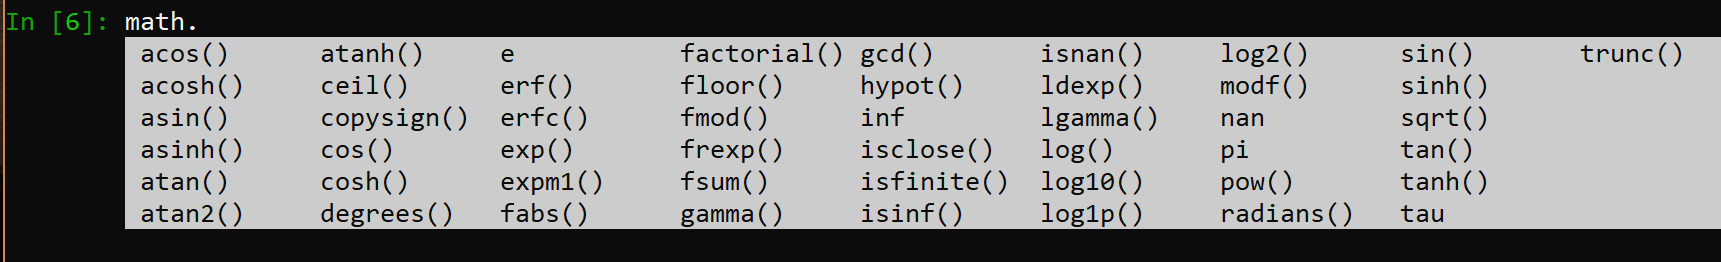 In [6]: math.
acos() atanh() e factorial() gcd() isnan() log2() sin() trunc()
acosh() ceil() erf() floor() hypot() ldexp() modf() sinh()
asin() copysign() erfc() fmod() inf lgamma() nan sqrt()
asinh() cos() exp() frexp() isclose() log() pi tan()
atan() cosh() expm1() fsum() isfinite() log10() pow() tanh()
atan2() degrees() fabs() gamma() isinf() log1p() radians() tau